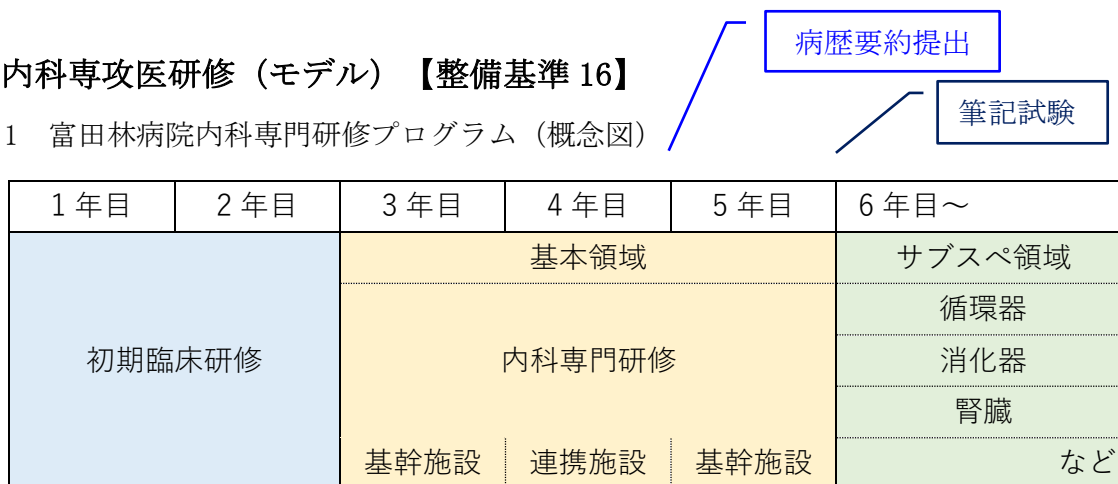 病歴要約提出
内科専攻医研修（モデル）【整備基準 16】
筆記試験
1　富田林病院内科専門研修プログラム（概念図）
1 年目　2 年目　3 年目　4 年目　5 年目　6 年目～
基本領域　サブスペ領域
循環器
初期臨床研修　内科専門研修　消化器
腎臓
基幹施設　連携施設　基幹施設　など